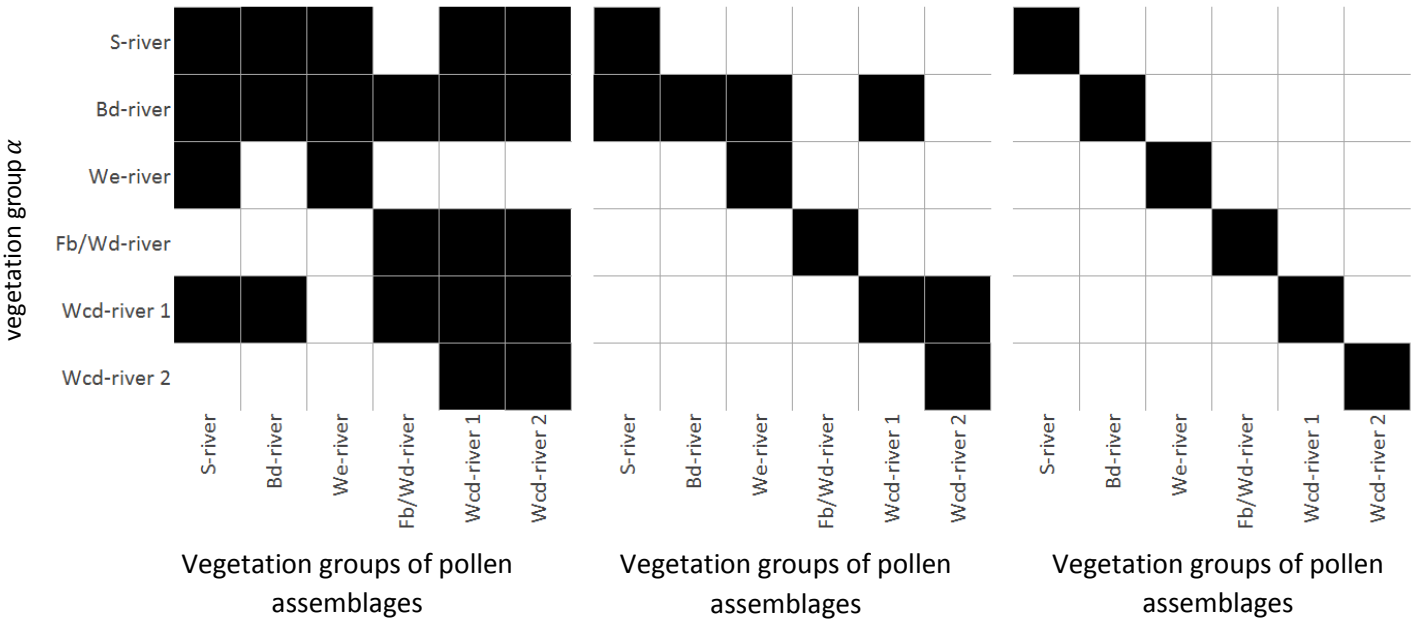 vegetation group α
S-river
Bd-river
We-river
Fb/Wd-river
Wcd-river 1
Wcd-river 2
S-river
Bd-river
We-river
Fb/Wd-river
Wcd-river 1
Wcd-river 2
Vegetation groups of pollen
assemblages
S-river
Bd-river
We-river
Fb/Wd-river
Wcd-river 1
Wcd-river 2
Vegetation groups of pollen
assemblages
S-river
Bd-river
We-river
Fb/Wd-river
Wcd-river 1
Wcd-river 2
Vegetation groups of pollen
assemblages